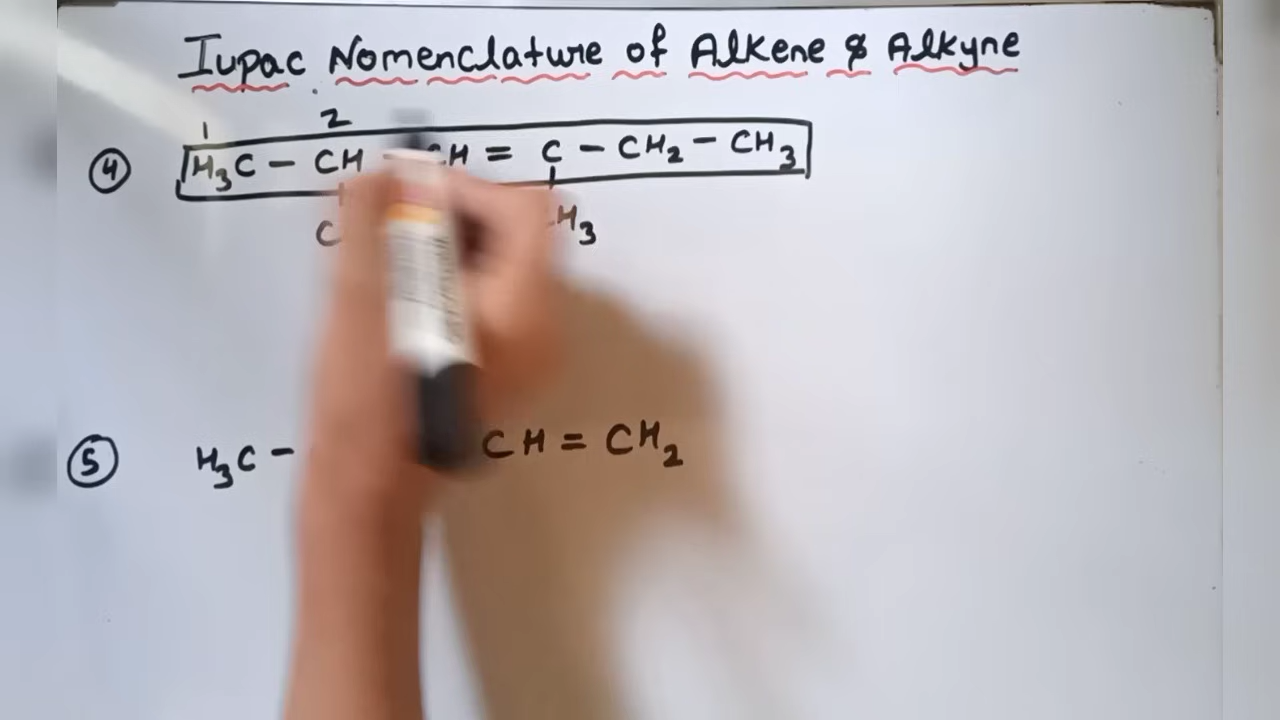 Iupac Nomenclature of Alkene & Alkyne
1 2
④ H₃C - CH - CH = C - CH₂ - CH₃
C H₃
⑤ H₃C - CH = CH₂